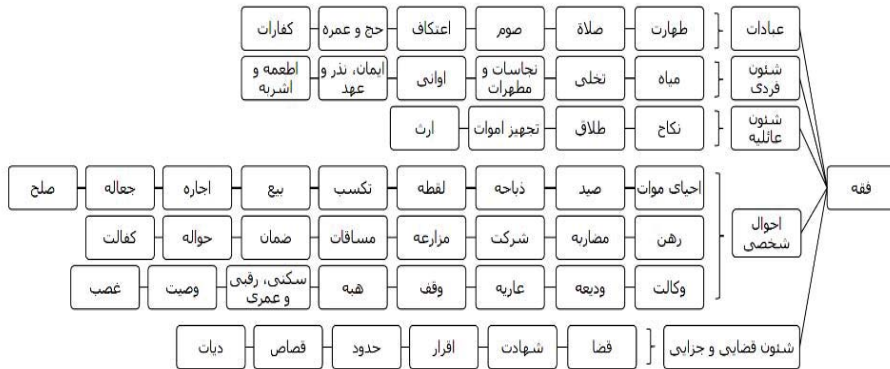 فقه
عبادات
طهارت
صلاة
صوم
اعتکاف
حج و عمره
کفارات
شئون
فردی
میاه
تخلی
نجاسات و
مطهرات
اوانی
ایمان، نذر و
عهد
اطعمه و
اشربه
شئون
عائلیه
نکاح
طلاق
تجهیز اموات
ارث
احوال
شخصی
احیای موات
صید
ذباحه
لقطه
تکسب
بیع
اجاره
جعاله
صلح
رهن
مضاربه
شرکت
مزارعه
مساقات
ضمان
حواله
کفالت
وکالت
ودیعه
عاریه
وقف
هبه
سکنی، رقبی
و عمری
وصیت
غصب
شئون قضایی و جزایی
قضا
شهادت
اقرار
حدود
قصاص
دیات